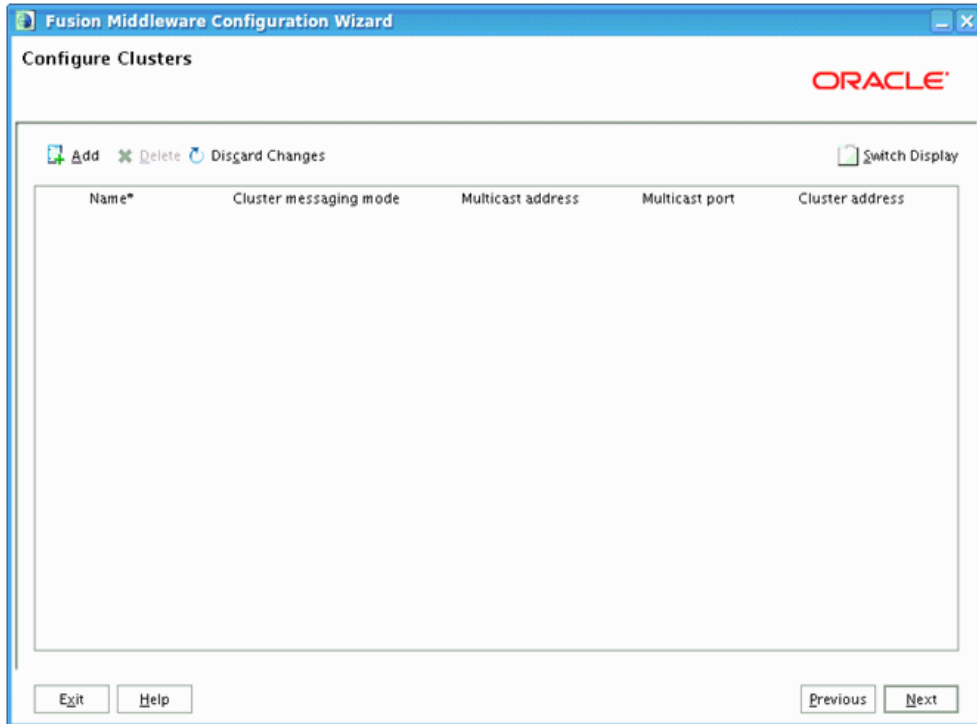 Fusion Middleware Configuration Wizard
Configure Clusters
ORACLE
Add Delete Discard Changes Switch Display
Name* Cluster messaging mode Multicast address Multicast port Cluster address
Exit Help Previous Next